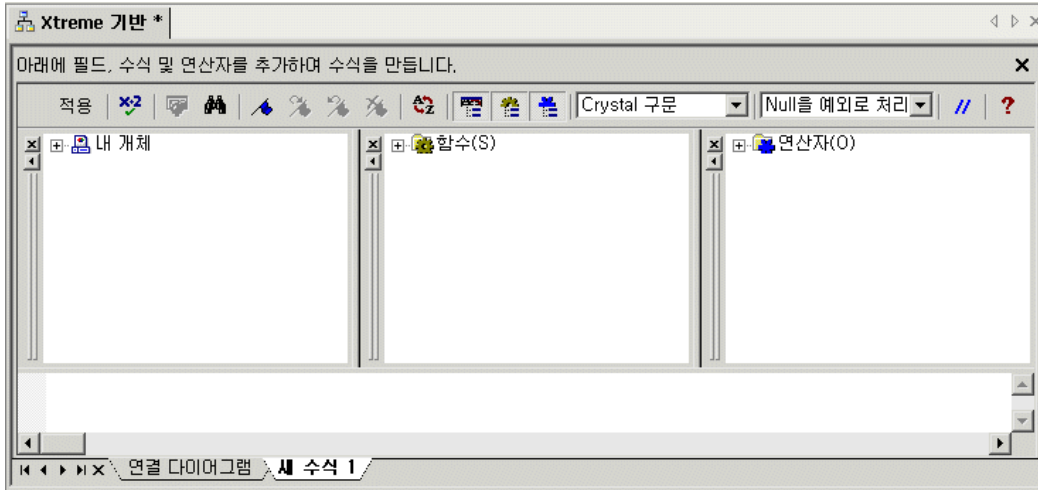 Xtreme 기반 *
아래에 필드, 수식 및 연산자를 추가하여 수식을 만듭니다.
적용 X+2 Crystal 구문 Null을 예외로 처리 // ?
내 개체
함수(S)
연산자(O)
연결 다이어그램 새 수식 1